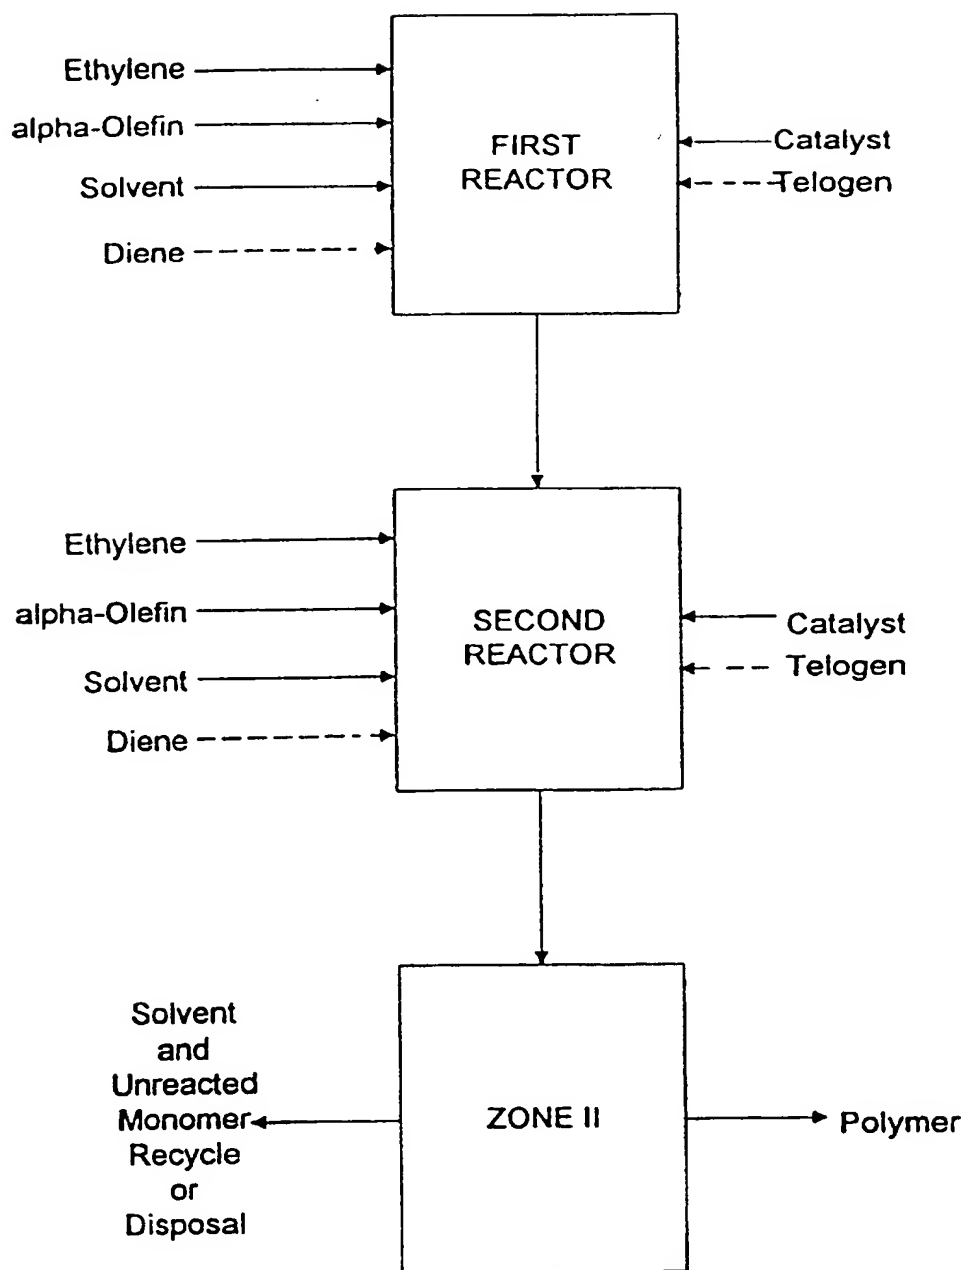 Ethylene
alpha-Olefin
Solvent
Diene
FIRST
REACTOR
Catalyst
Telogen
Ethylene
alpha-Olefin
Solvent
Diene
SECOND
REACTOR
Catalyst
Telogen
Solvent
and
Unreacted
Monomer
Recycle
or
Disposal
ZONE II
Polymer